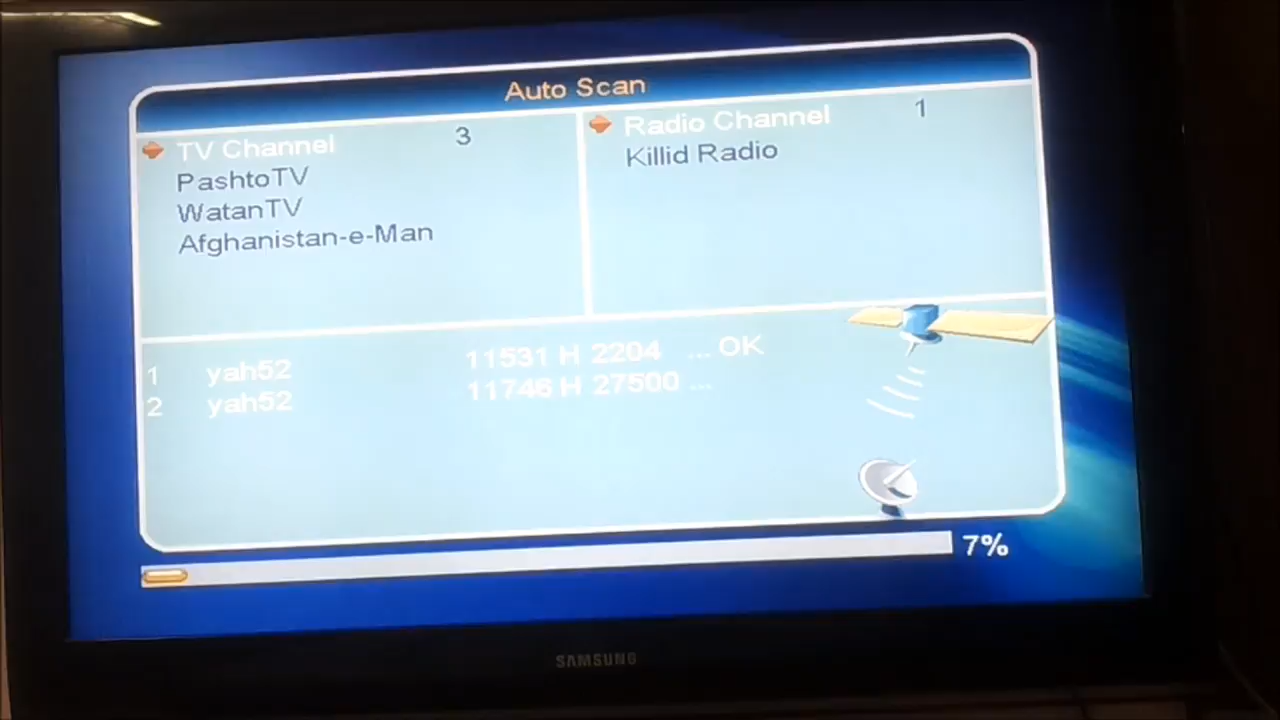 Auto Scan
TV Channel 3
PashtoTV
WatanTV
Afghanistan-e-Man
Radio Channel 1
Killid Radio
1 yah52 11531 H 2204 ... OK
2 yah52 11746 H 27500 ...
7%
SAMSUNG